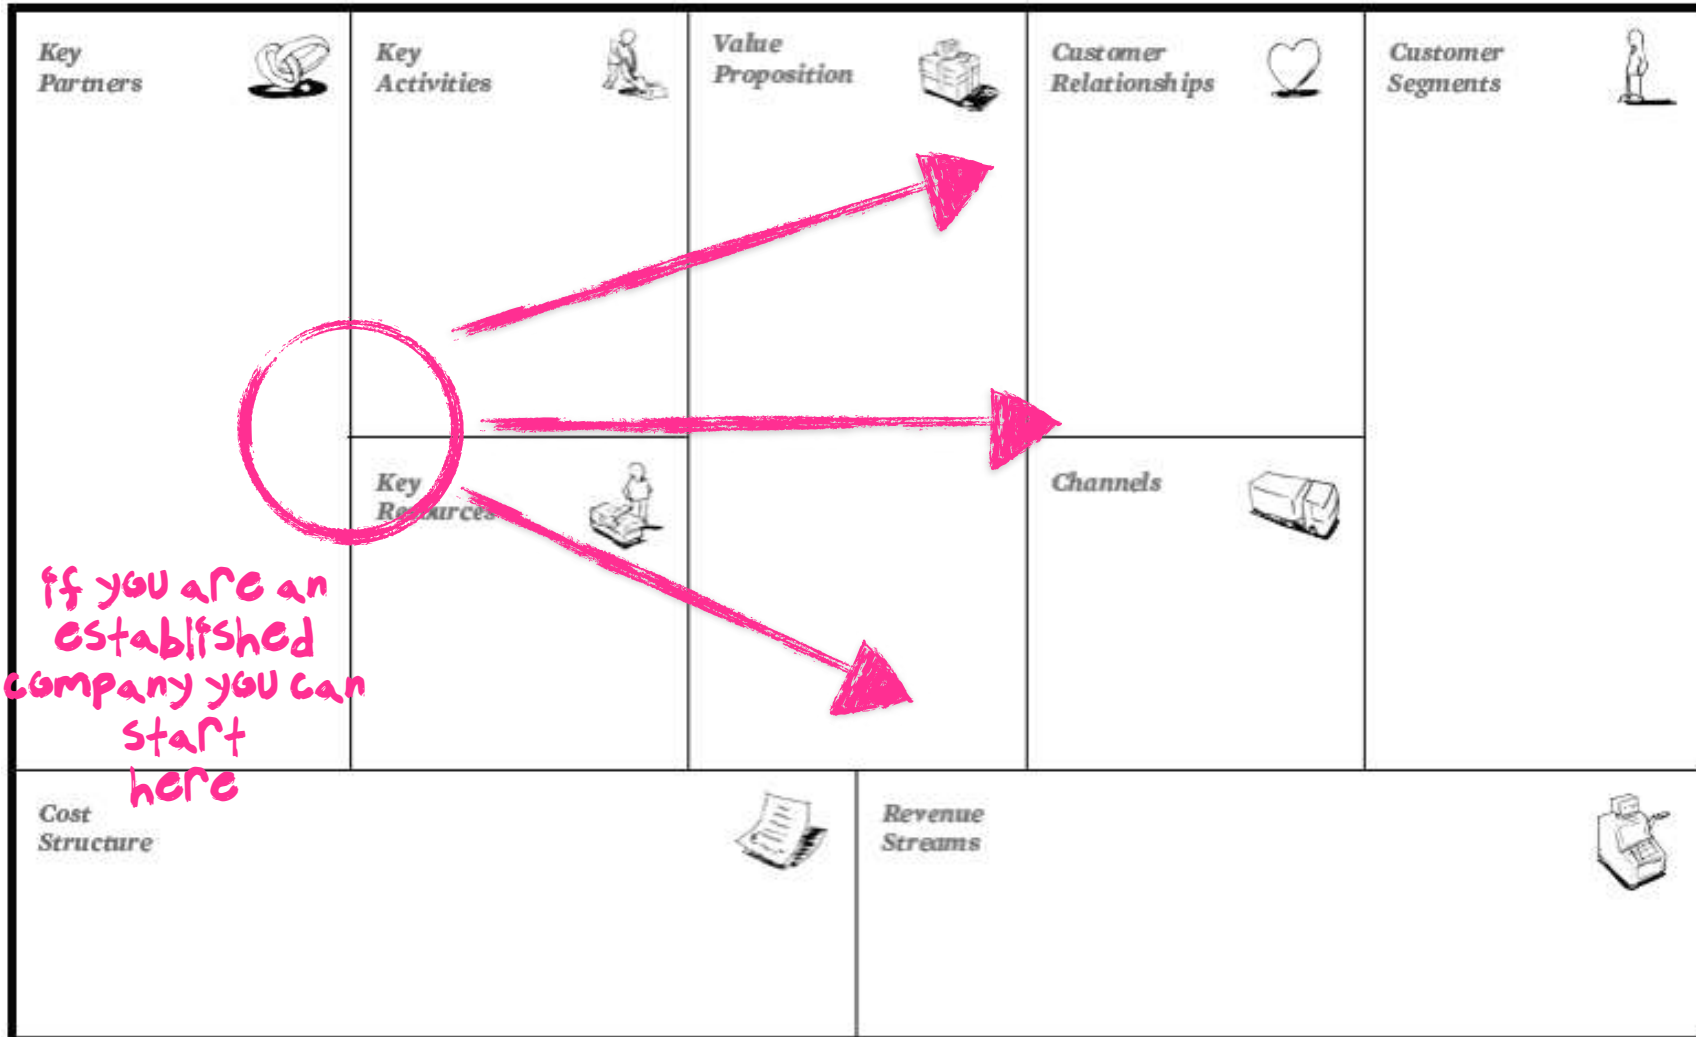 Key
Partners
Key
Activities
Value
Proposition
Customer
Relationships
Customer
Segments
Key
Resources
Channels
if you are an
established
company you can
start
here
Cost
Structure
Revenue
Streams